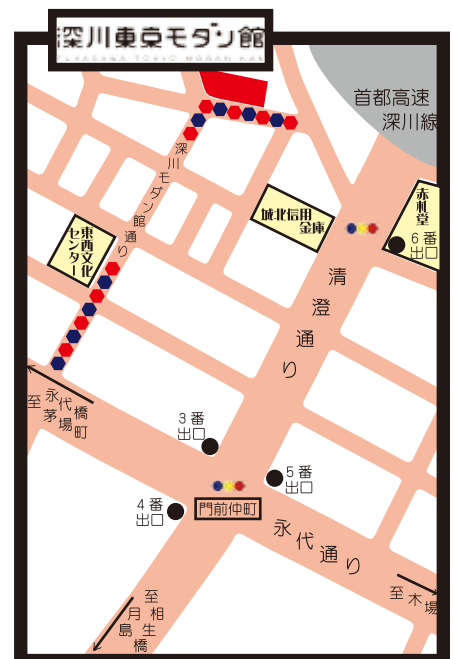 深川東京モダン館
FUKAGAWA TOKYO MODAN KAN
首都高速
深川線
深川モダン館通り
赤札堂
城北信用
金庫
6番
出口
東西文化
センター
清澄通り
至 永代橋
茅場町
3番
出口
5番
出口
4番
出口
門前仲町
永代通り
至 木場
至
月島
相生橋